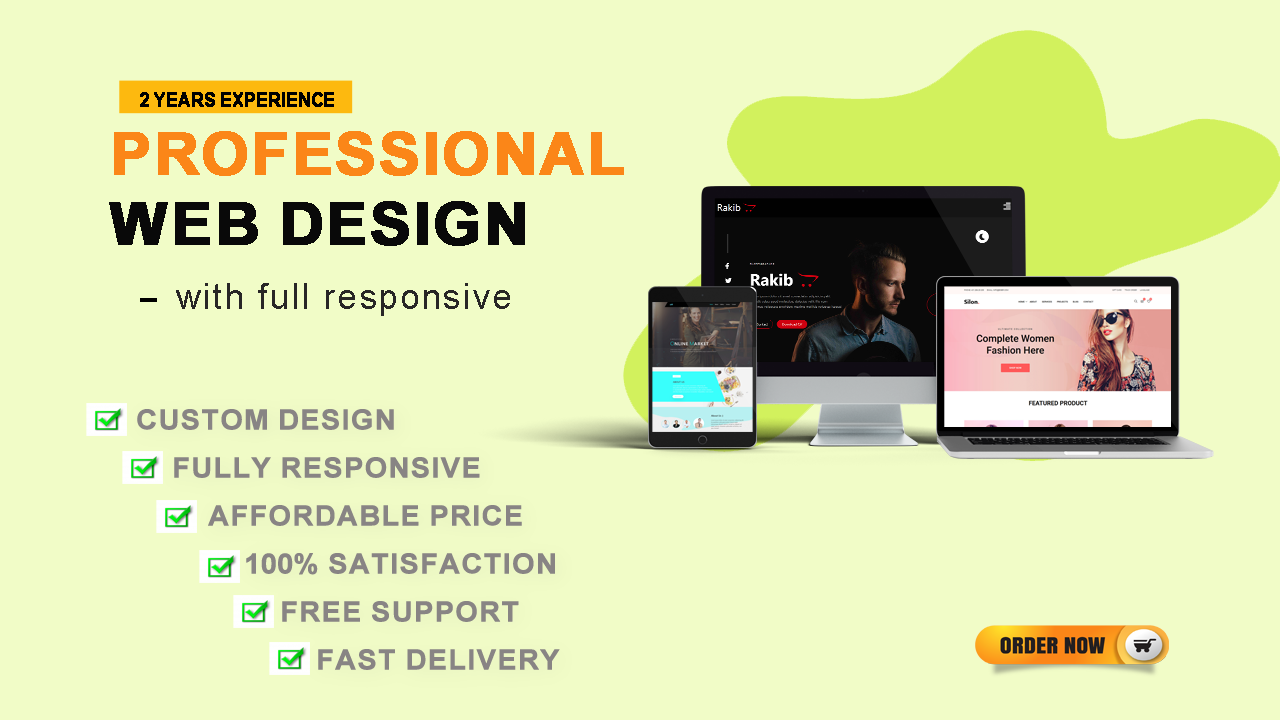 2 YEARS EXPERIENCE
PROFESSIONAL
WEB DESIGN
– with full responsive
CUSTOM DESIGN
FULLY RESPONSIVE
AFFORDABLE PRICE
100% SATISFACTION
FREE SUPPORT
FAST DELIVERY
Rakib
Rakib
Download CV
ONLINE MARKET
Silon.
Complete Women
Fashion Here
FEATURED PRODUCT
ORDER NOW